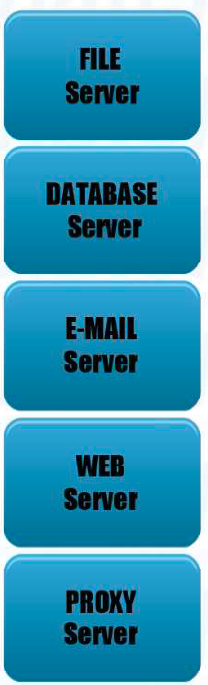 FILE
Server
DATABASE
Server
E-MAIL
Server
WEB
Server
PROXY
Server